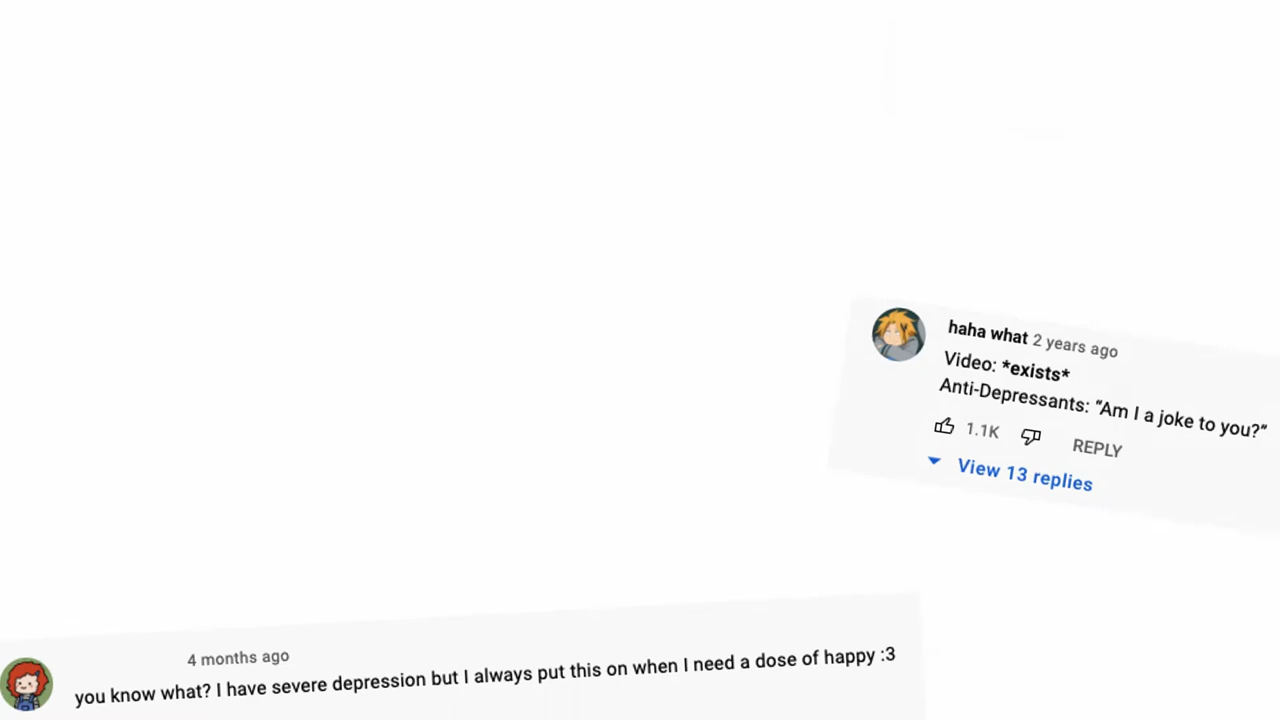 haha what 2 years ago
Video: *exists*
Anti-Depressants: “Am I a joke to you?“
1.1K REPLY
View 13 replies
4 months ago
you know what? I have severe depression but I always put this on when I need a dose of happy :3